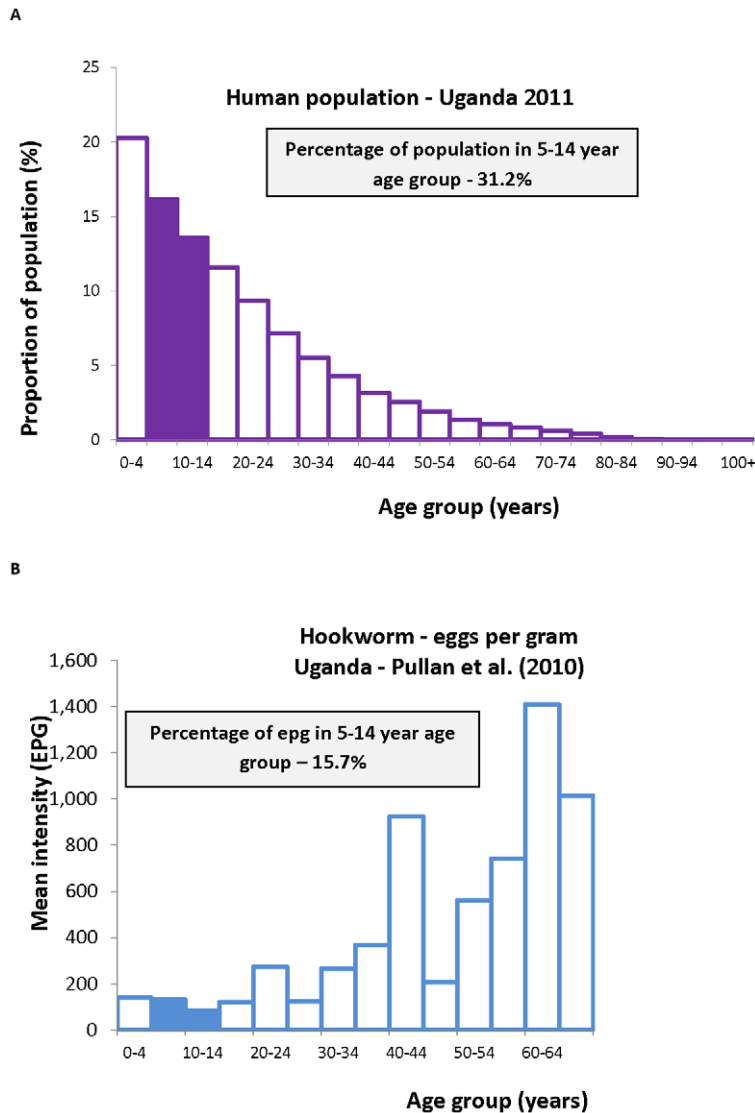 A
Human population - Uganda 2011
Percentage of population in 5-14 year
age group - 31.2%
Proportion of population (%)
25
20
15
10
5
0
0-4 10-14 20-24 30-34 40-44 50-54 60-64 70-74 80-84 90-94 100+
Age group (years)
B
Hookworm - eggs per gram
Uganda - Pullan et al. (2010)
Percentage of epg in 5-14 year age
group – 15.7%
Mean intensity (EPG)
1,600
1,400
1,200
1,000
800
600
400
200
0
0-4 10-14 20-24 30-34 40-44 50-54 60-64
Age group (years)